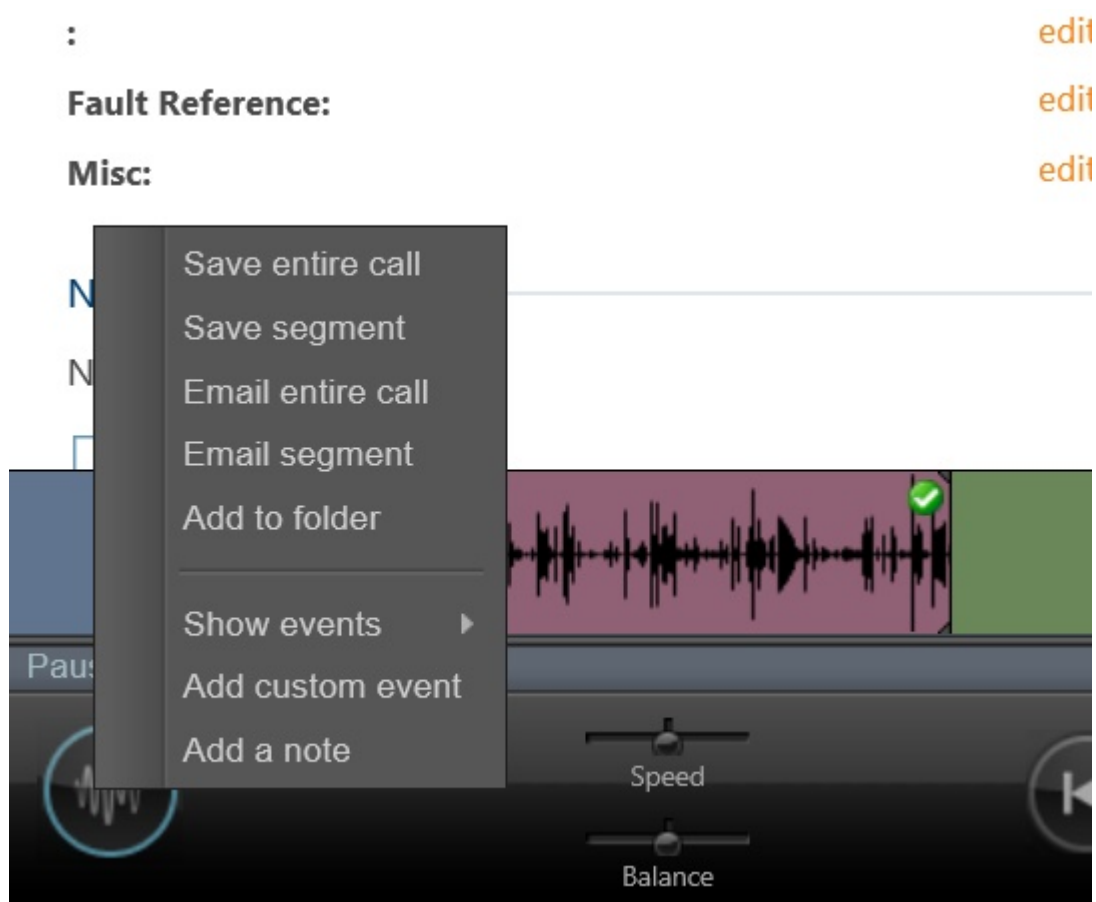 : edit
Fault Reference: edit
Misc: edit
Save entire call
Save segment
Email entire call
Email segment
Add to folder
Show events
Add custom event
Add a note
Speed
Balance